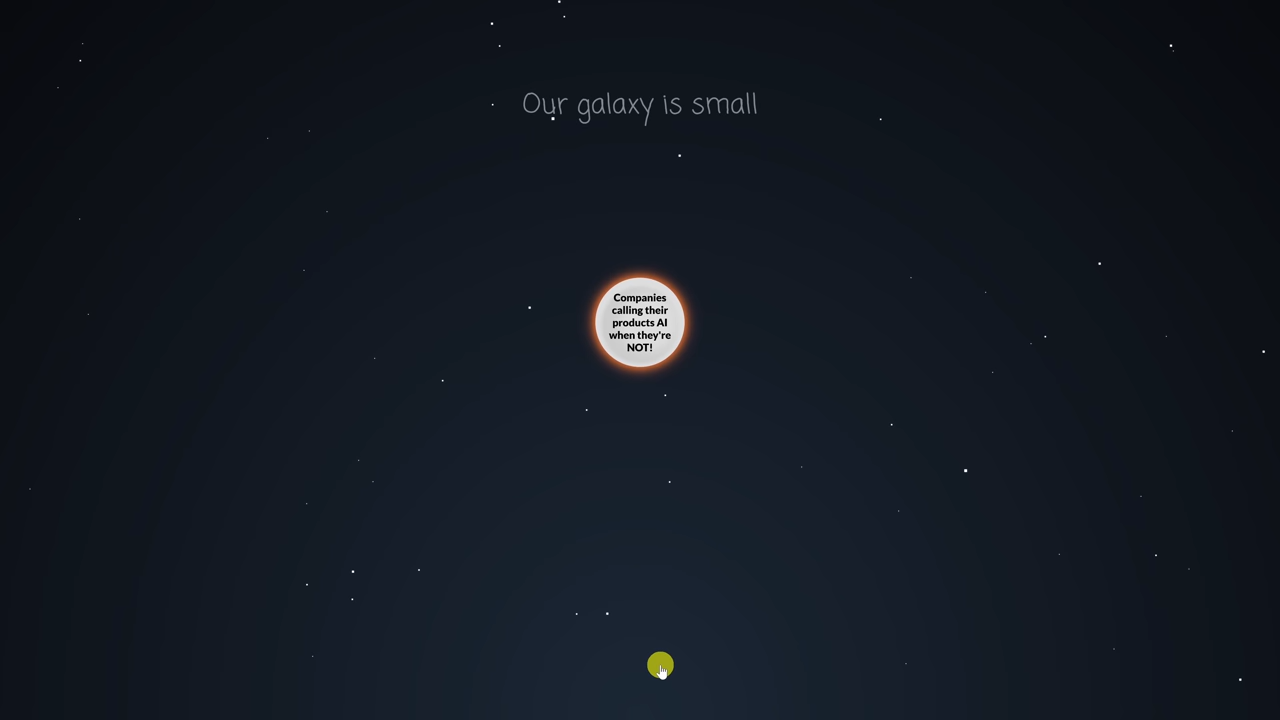 Our galaxy is small
Companies
calling their
products AI
when they're
NOT!